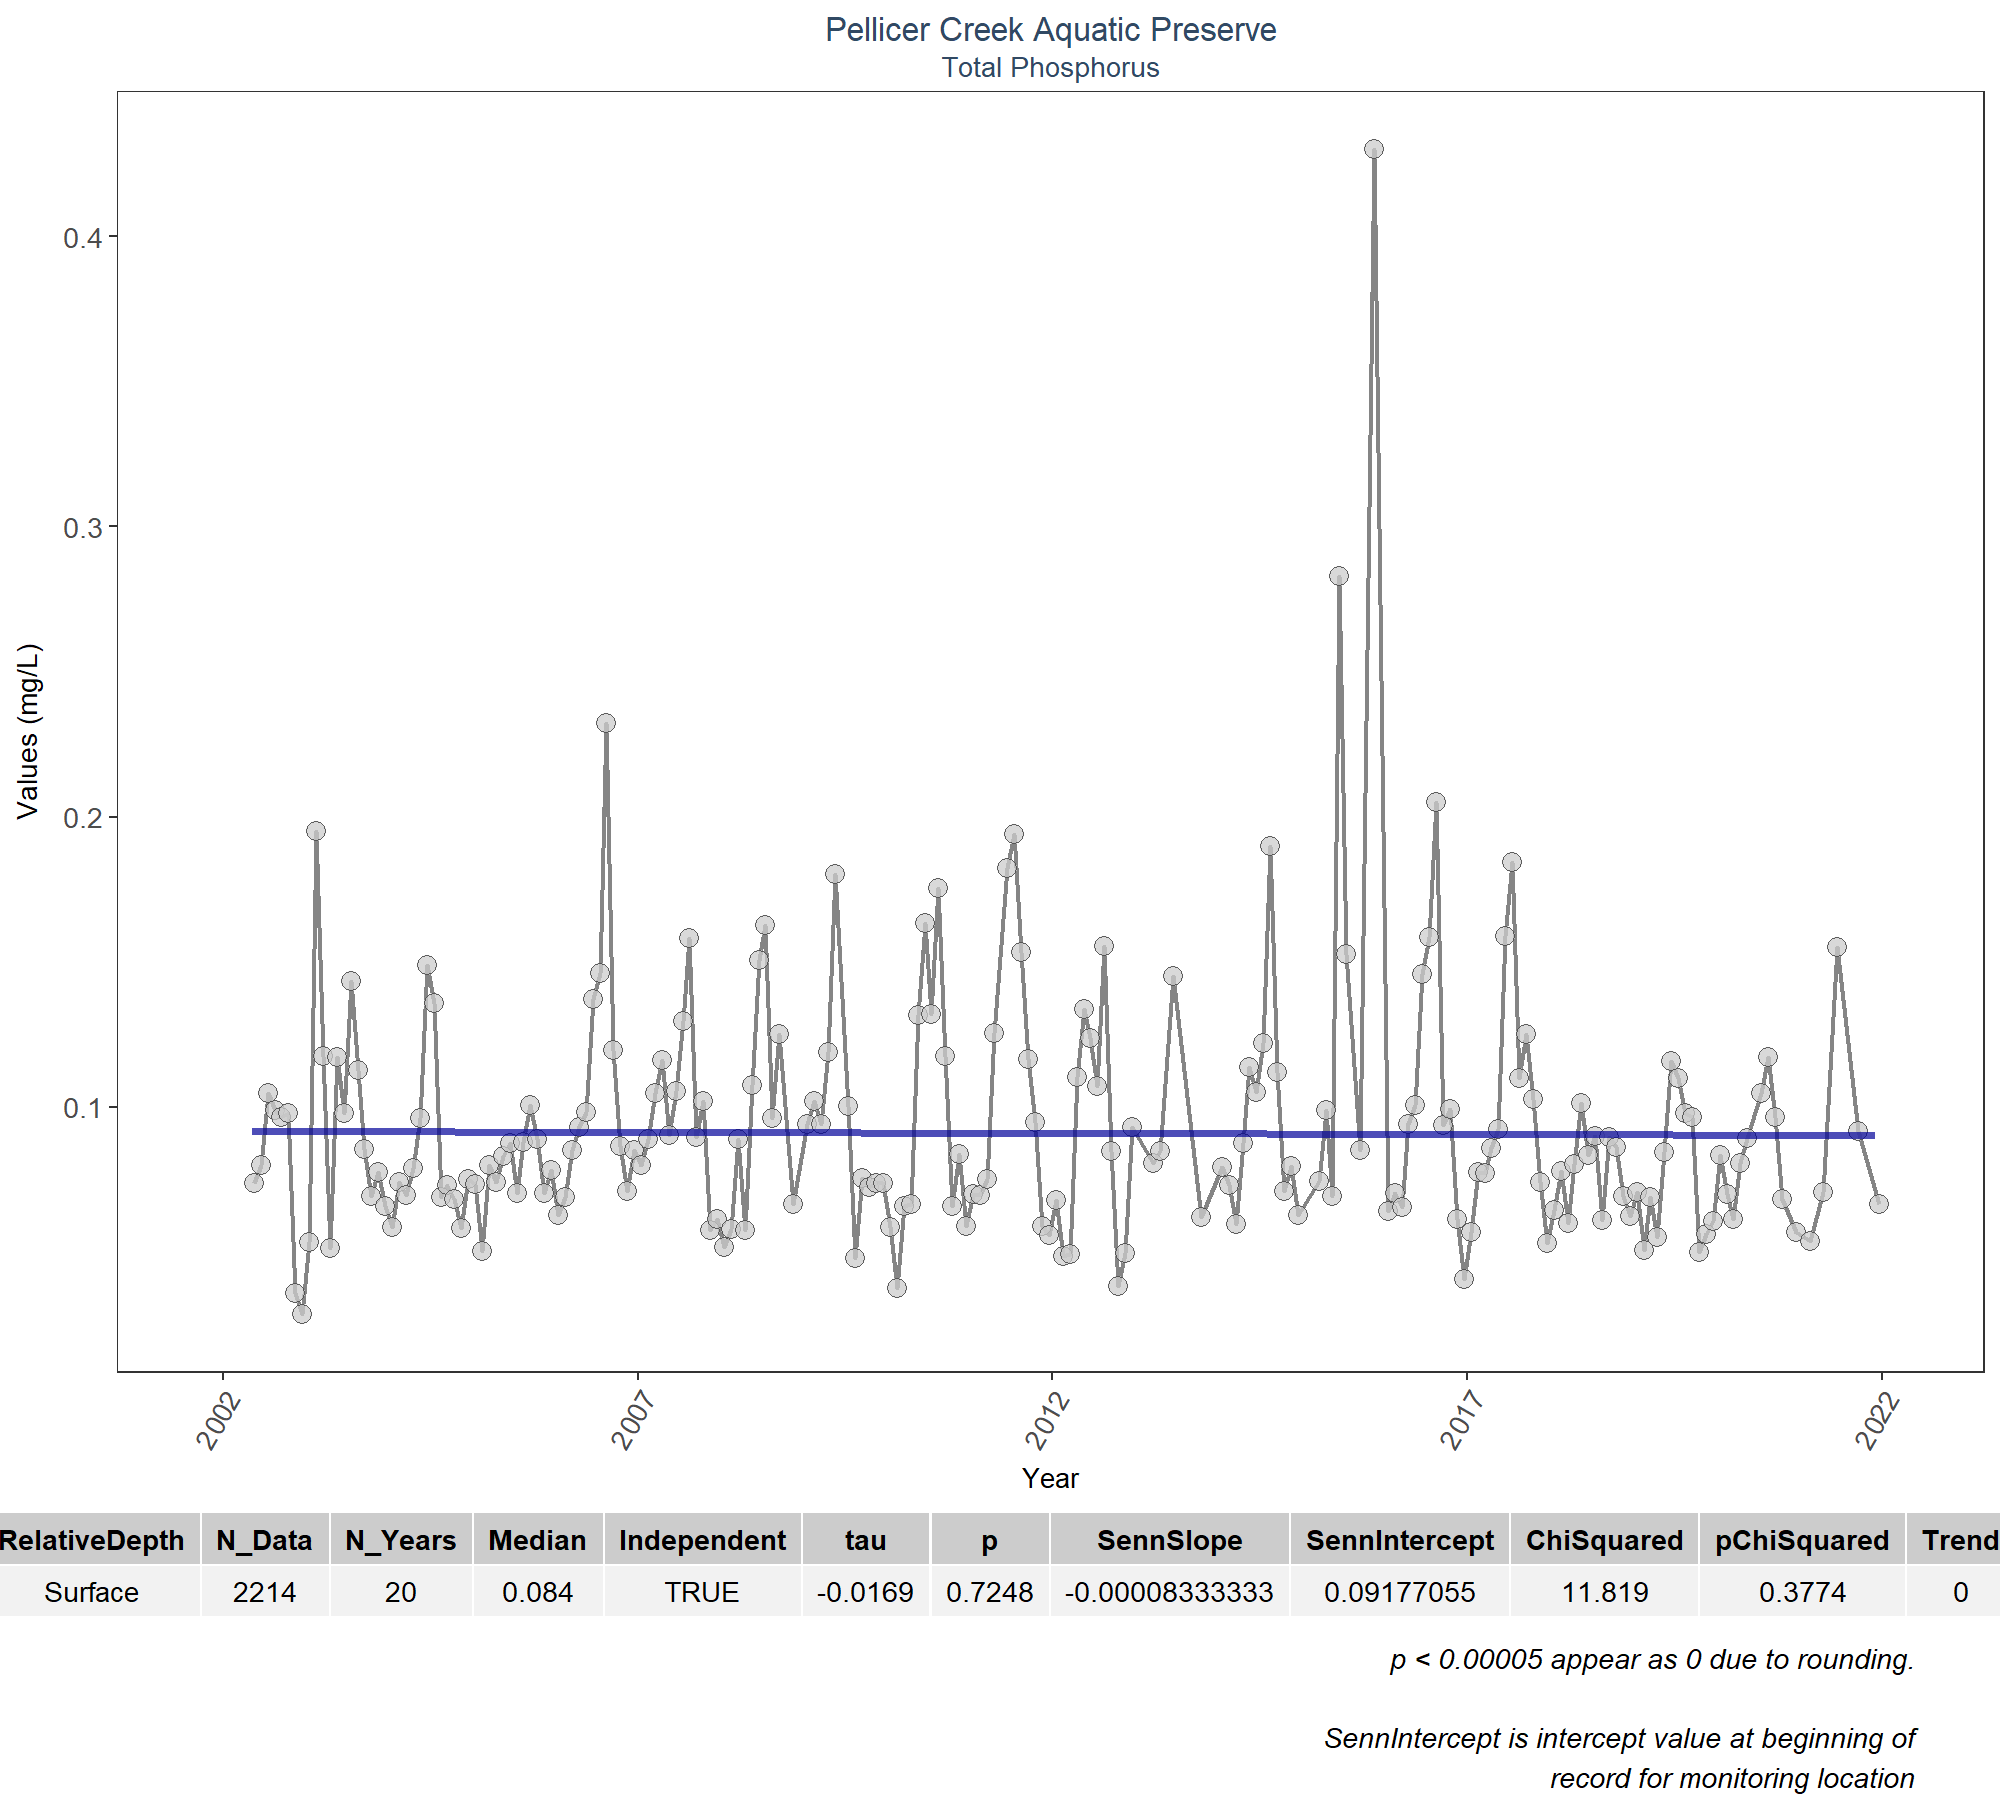 Pellicer Creek Aquatic Preserve
Total Phosphorus
Values (mg/L)
0.4
0.3
0.2
0.1
2002
2007
2012
2017
2022
Year
RelativeDepth N_Data N_Years Median Independent tau p SennSlope SennIntercept ChiSquared pChiSquared Trend
Surface 2214 20 0.084 TRUE -0.0169 0.7248 -0.00008333333 0.09177055 11.819 0.3774 0
p < 0.00005 appear as 0 due to rounding.
SennIntercept is intercept value at beginning of
record for monitoring location